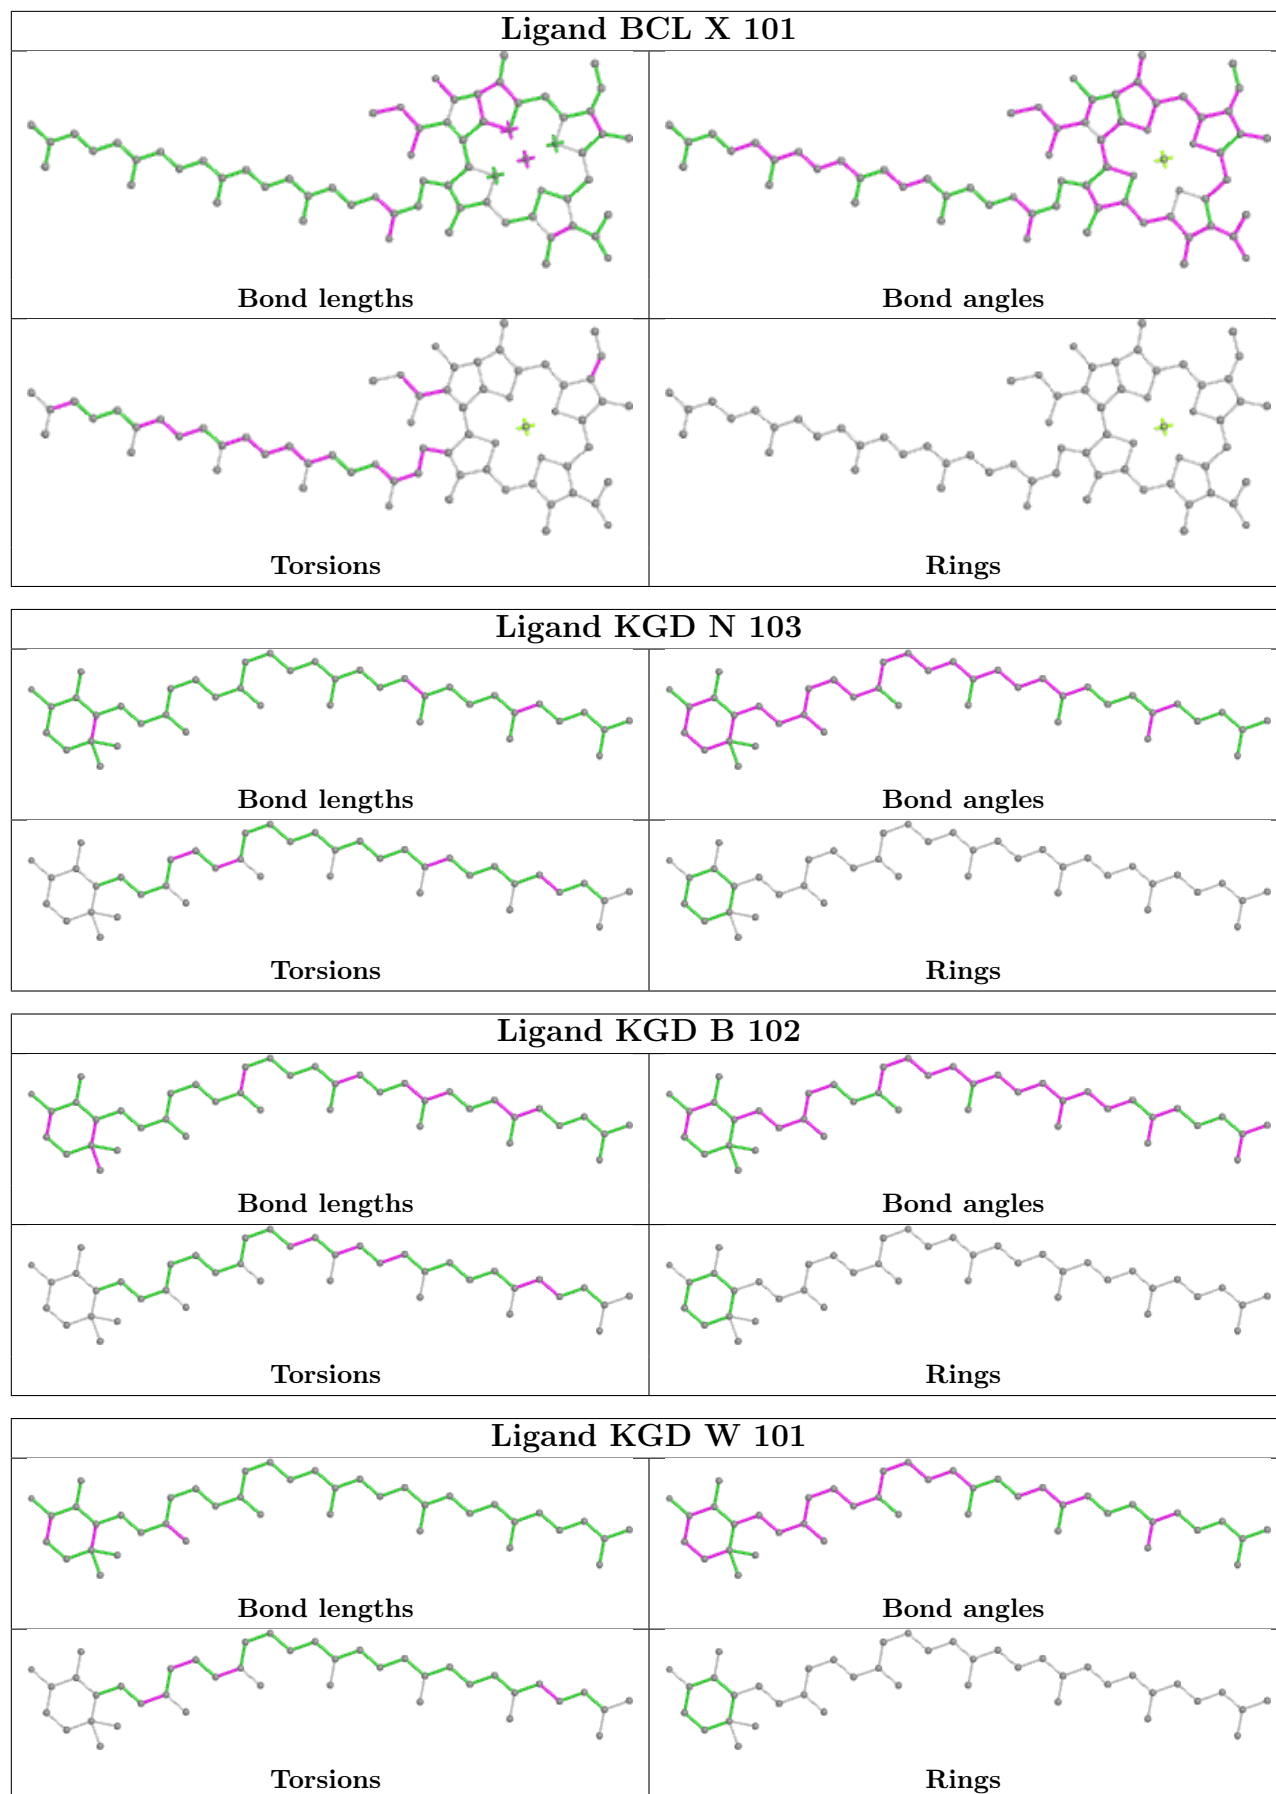 Ligand BCL X 101
Bond lengths
Bond angles
Torsions
Rings
Ligand KGD N 103
Bond lengths
Bond angles
Torsions
Rings
Ligand KGD B 102
Bond lengths
Bond angles
Torsions
Rings
Ligand KGD W 101
Bond lengths
Bond angles
Torsions
Rings